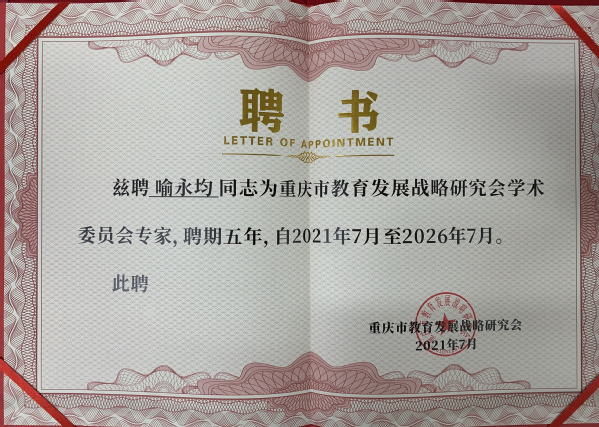 聘书
LETTER OF APPOINTMENT
兹聘 喻永均 同志为重庆市教育发展战略研究会学术
委员会专家，聘期五年，自2021年7月至2026年7月。
此聘
重庆市教育发展战略研究会
2021年7月